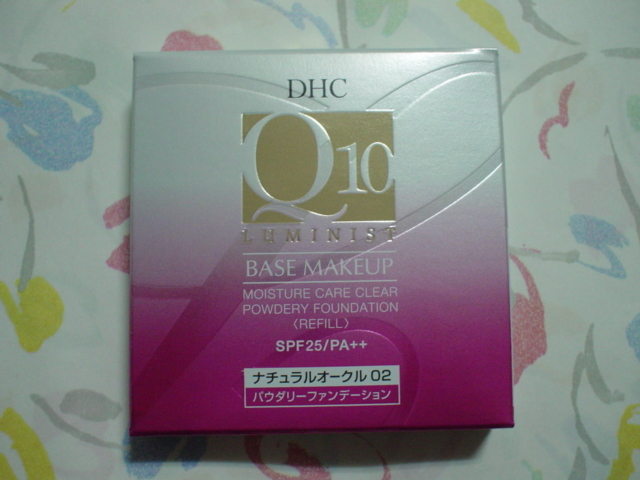 DHC
Q10
LUMINIST
BASE MAKEUP
MOISTURE CARE CLEAR
POWDERY FOUNDATION
〈REFILL〉
SPF25/PA++
ナチュラルオークル 02
パウダリーファンデーション